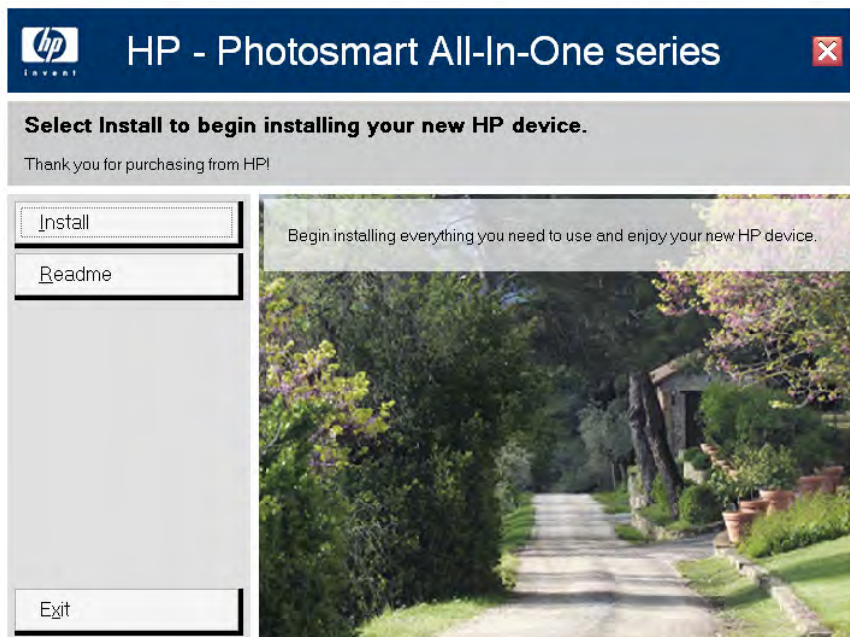 hp
invent
HP - Photosmart All-In-One series
Select Install to begin installing your new HP device.
Thank you for purchasing from HP!
Install
Begin installing everything you need to use and enjoy your new HP device.
Readme
Exit